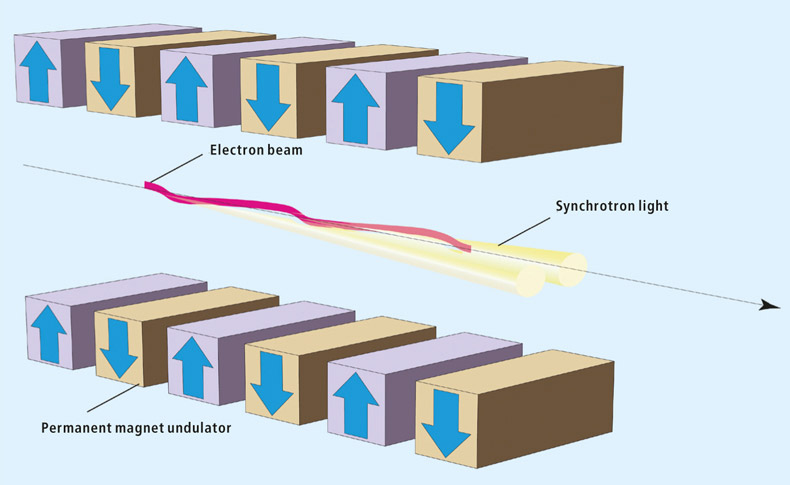 Electron beam
Synchrotron light
Permanent magnet undulator